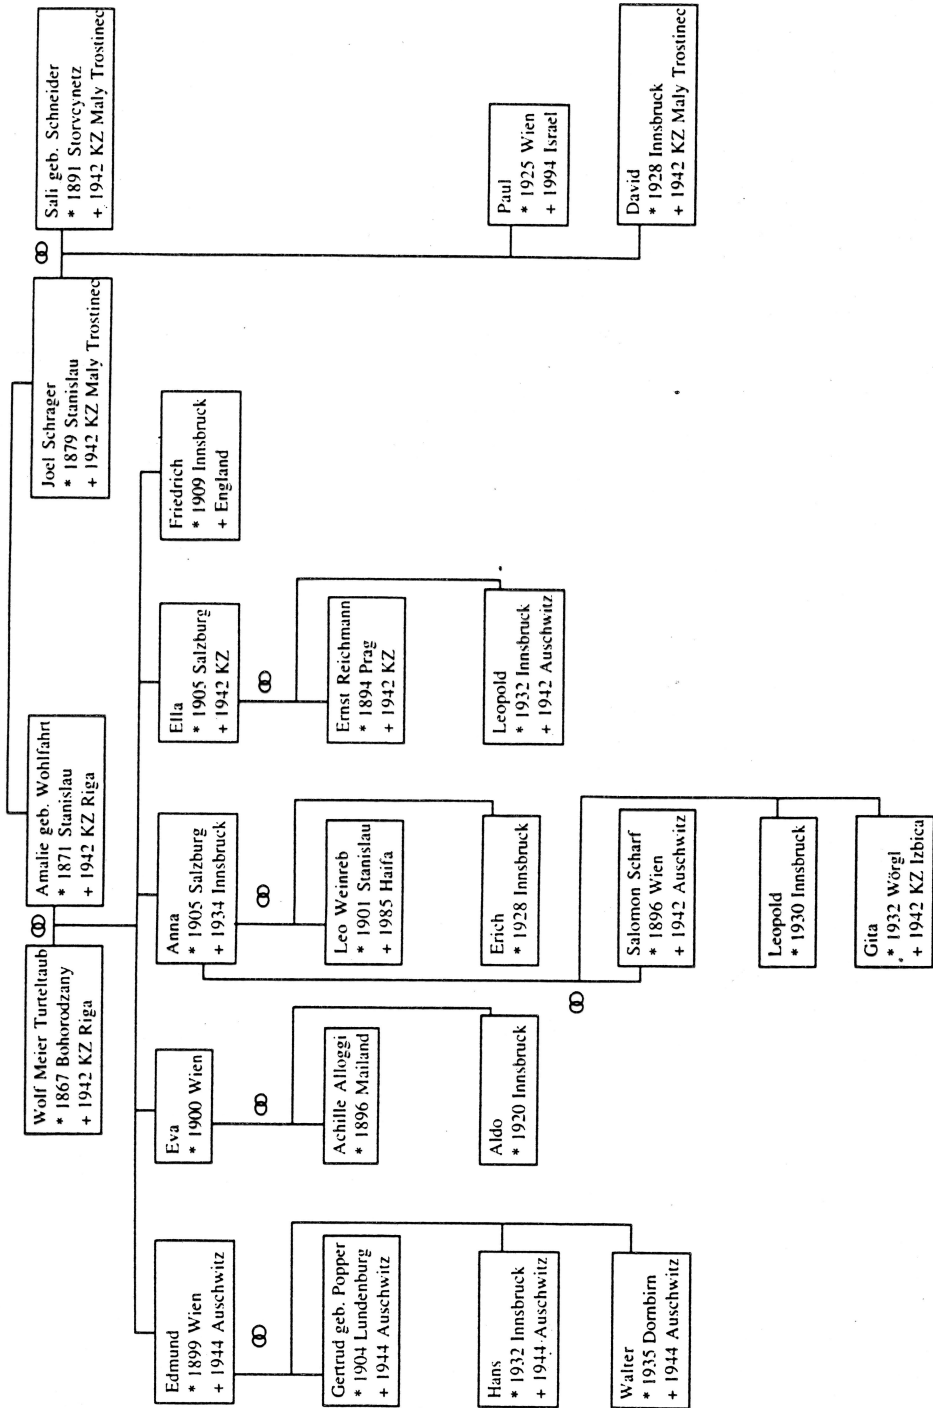 Wolf Meier Turteltaub
* 1867 Bohorodzany
+ 1942 KZ Riga
Amalie geb. Wohlfahrt
* 1871 Stanislau
+ 1942 KZ Riga
Joel Schrager
* 1879 Stanislau
+ 1942 KZ Maly Trostinec
Sali geb. Schneider
* 1891 Storvcynetz
+ 1942 KZ Maly Trostinec
Edmund
* 1899 Wien
+ 1944 Auschwitz
Eva
* 1900 Wien
Anna
* 1905 Salzburg
+ 1934 Innsbruck
Ella
* 1905 Salzburg
+ 1942 KZ
Friedrich
* 1909 Innsbruck
+ England
Gertrud geb. Popper
* 1904 Lundenburg
+ 1944 Auschwitz
Achille Alloggi
* 1896 Mailand
Leo Weinreb
* 1901 Stanislau
+ 1985 Haifa
Ernst Reichmann
* 1894 Prag
+ 1942 KZ
Hans
* 1932 Innsbruck
+ 1944 Auschwitz
Aldo
* 1920 Innsbruck
Erich
* 1928 Innsbruck
Leopold
* 1932 Innsbruck
+ 1942 Auschwitz
Paul
* 1925 Wien
+ 1994 Israel
Walter
* 1935 Dornbirn
+ 1944 Auschwitz
Salomon Scharf
* 1896 Wien
+ 1942 Auschwitz
David
* 1928 Innsbruck
+ 1942 KZ Maly Trostinec
Leopold
* 1930 Innsbruck
Gita
* 1932 Wörgl
+ 1942 KZ Izbica